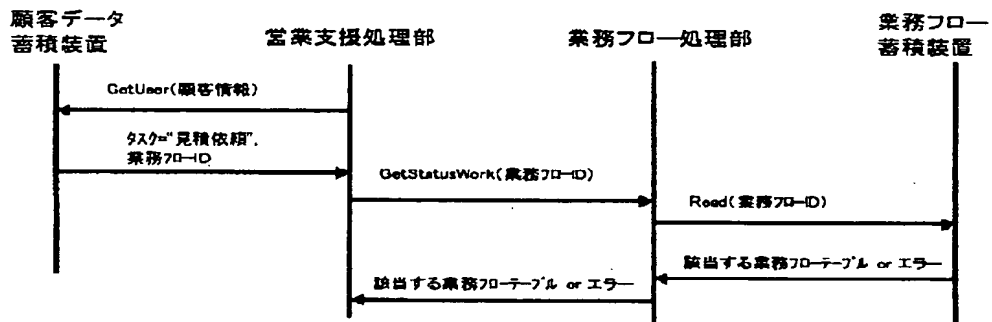 顧客データ
蓄積装置
営業支援処理部
業務フロー処理部
業務フロー
蓄積装置
GetUser(顧客情報)
タスク="見積依頼",
業務フローID
GetStatusWork(業務フローID)
Read(業務フローID)
該当する業務フローテーブル or エラー
該当する業務フローテーブル or エラー